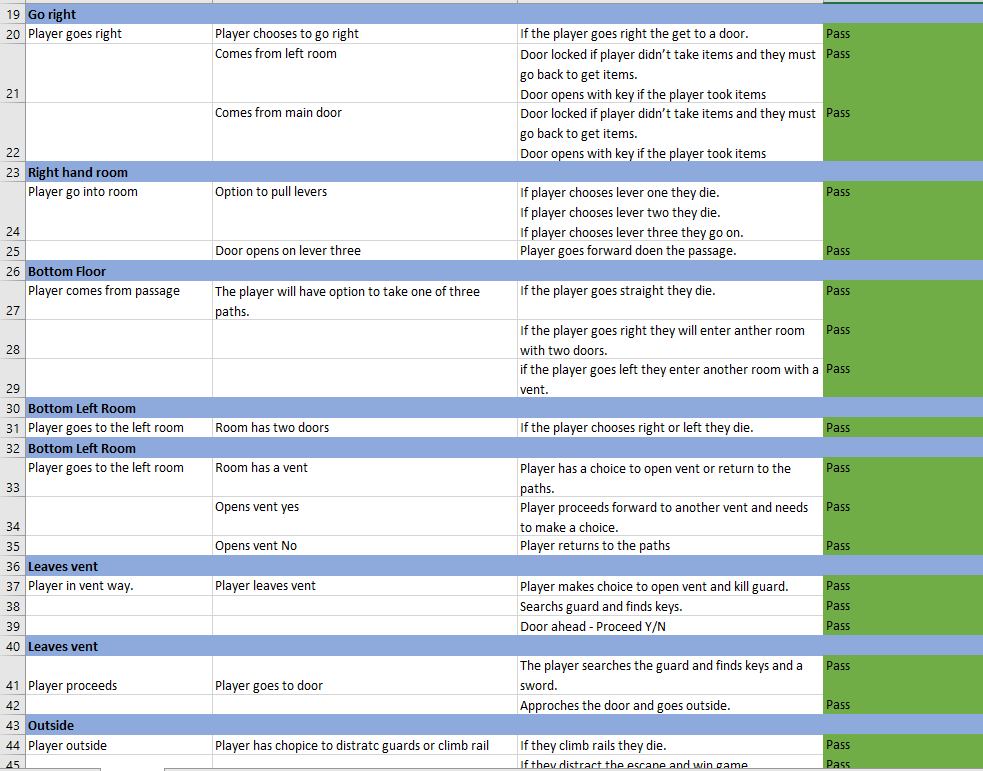 19 Go right
20 Player goes right Player chooses to go right If the player goes right the get to a door. Pass
Comes from left room Door locked if player didn't take items and they must Pass
go back to get items.
21 Door opens with key if the player took items
Comes from main door Door locked if player didn't take items and they must Pass
go back to get items.
22 Door opens with key if the player took items
23 Right hand room
Player go into room Option to pull levers If player chooses lever one they die. Pass
If player chooses lever two they die.
24 If player chooses lever three they go on.
25 Door opens on lever three Player goes forward doen the passage. Pass
26 Bottom Floor
Player comes from passage The player will have option to take one of three If the player goes straight they die. Pass
27 paths.
If the player goes right they will enter anther room Pass
28 with two doors.
if the player goes left they enter another room with a Pass
29 vent.
30 Bottom Left Room
31 Player goes to the left room Room has two doors If the player chooses right or left they die. Pass
32 Bottom Left Room
Player goes to the left room Room has a vent Player has a choice to open vent or return to the Pass
33 paths.
Opens vent yes Player proceeds forward to another vent and needs Pass
34 to make a choice.
35 Opens vent No Player returns to the paths Pass
36 Leaves vent
37 Player in vent way. Player leaves vent Player makes choice to open vent and kill guard. Pass
38 Searchs guard and finds keys. Pass
39 Door ahead - Proceed Y/N Pass
40 Leaves vent
The player searches the guard and finds keys and a Pass
41 Player proceeds Player goes to door sword.
42 Approches the door and goes outside. Pass
43 Outside
44 Player outside Player has chopice to distratc guards or climb rail If they climb rails they die. Pass
45 If they distract the escape and win game Pass